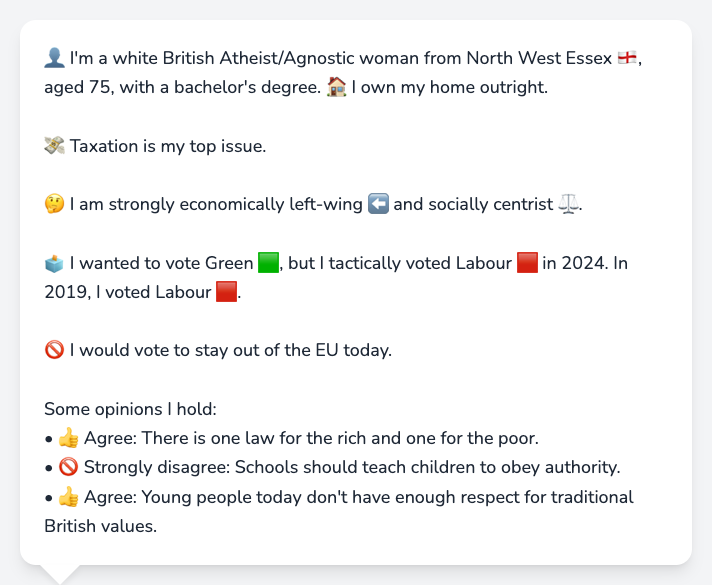 👤 I'm a white British Atheist/Agnostic woman from North West Essex 🏴󠁧󠁢󠁥󠁮󠁧󠁿,
aged 75, with a bachelor's degree. 🏠 I own my home outright.
💸 Taxation is my top issue.
🤔 I am strongly economically left-wing ⬅️ and socially centrist ⚖️.
🗳️ I wanted to vote Green 🟩, but I tactically voted Labour 🟥 in 2024. In
2019, I voted Labour 🟥.
🚫 I would vote to stay out of the EU today.
Some opinions I hold:
• 👍 Agree: There is one law for the rich and one for the poor.
• 🚫 Strongly disagree: Schools should teach children to obey authority.
• 👍 Agree: Young people today don't have enough respect for traditional
British values.